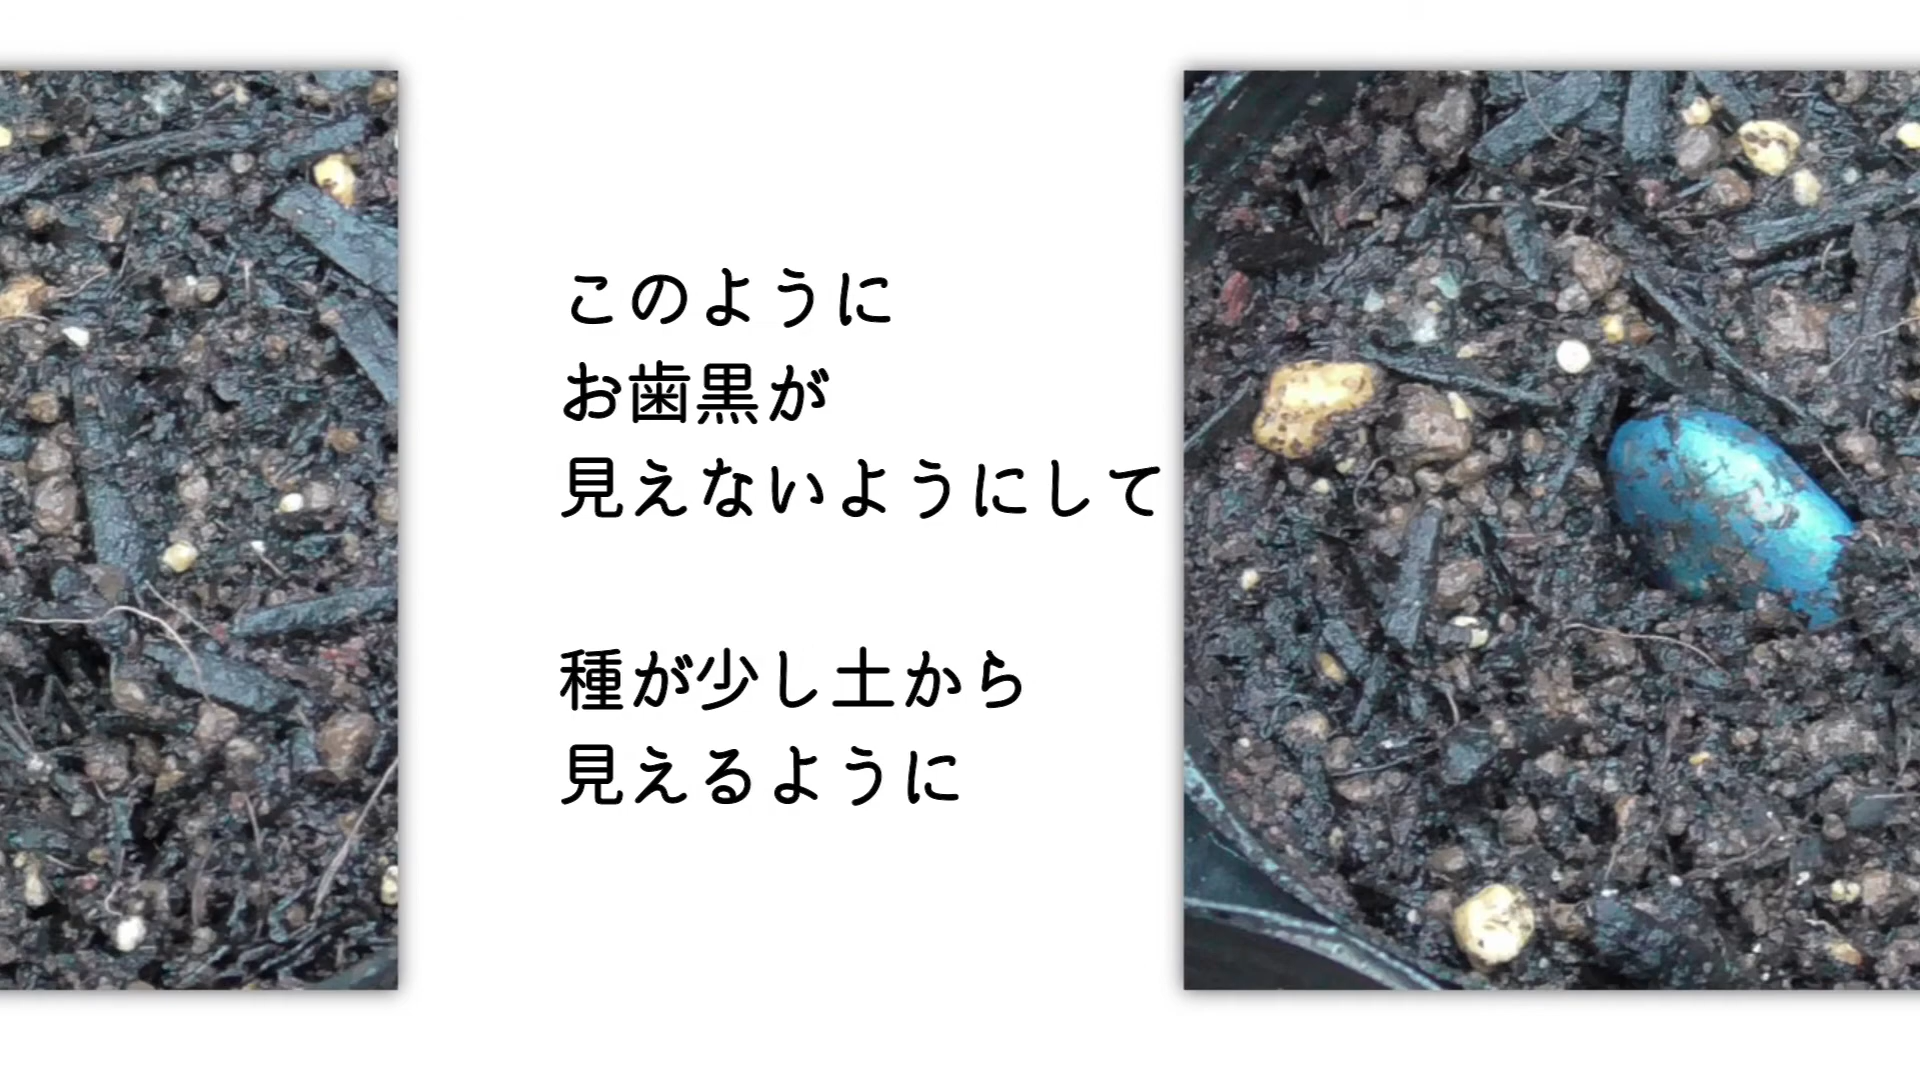 このように
お歯黒が
見えないようにして
種が少し土から
見えるように